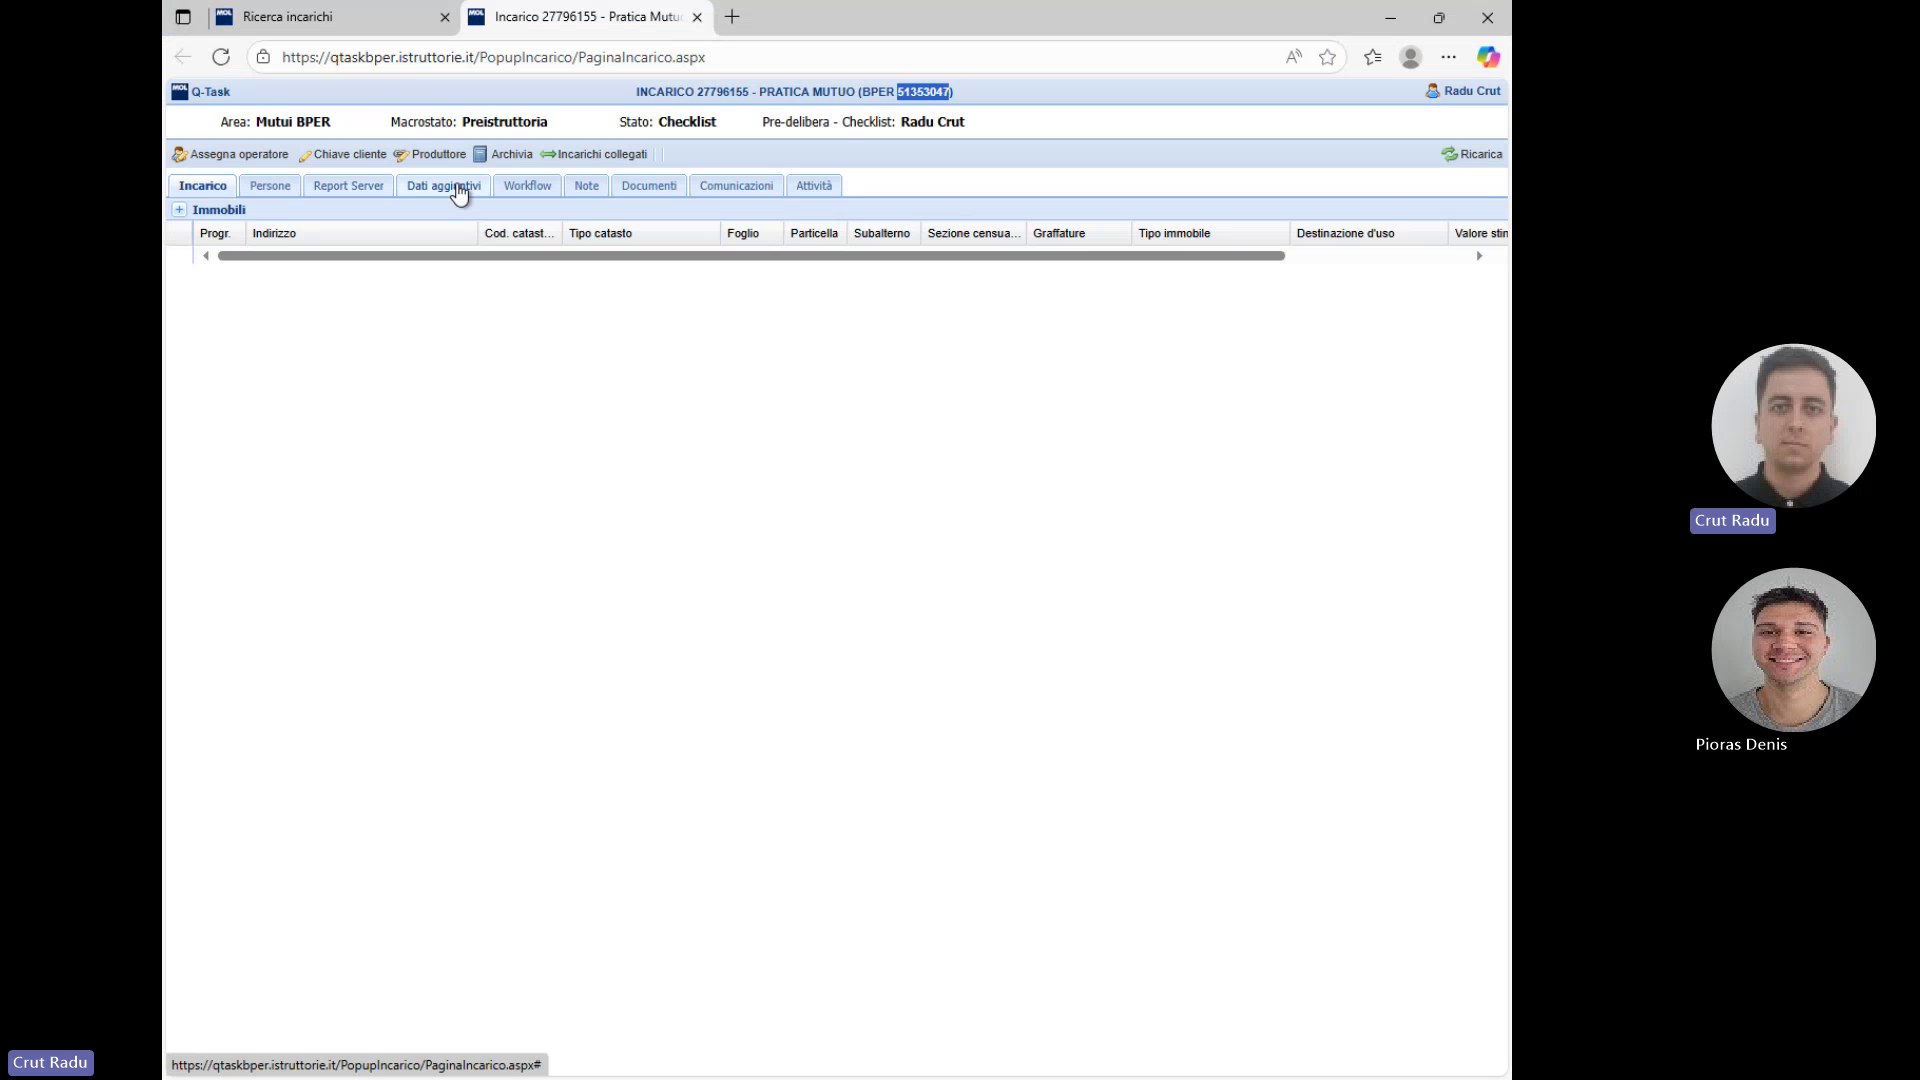 Ricerca incarichi
Incarico 27796155 - Pratica Mutu
https://qtaskbper.istruttorie.it/PopupIncarico/PaginaIncarico.aspx
MOL Q-Task
INCARICO 27796155 - PRATICA MUTUO (BPER 51353047)
Radu Crut
Area: Mutui BPER
Macrostato: Preistruttoria
Stato: Checklist
Pre-delibera - Checklist: Radu Crut
Assegna operatore
Chiave cliente
Produttore
Archivia
Incarichi collegati
Ricarica
Incarico
Persone
Report Server
Dati aggiuntivi
Workflow
Note
Documenti
Comunicazioni
Attività
Immobili
Progr.
Indirizzo
Cod. catast...
Tipo catasto
Foglio
Particella
Subalterno
Sezione censua...
Graffature
Tipo immobile
Destinazione d'uso
Valore stin
Crut Radu
Pioras Denis
https://qtaskbper.istruttorie.it/PopupIncarico/PaginaIncarico.aspx#
Crut Radu